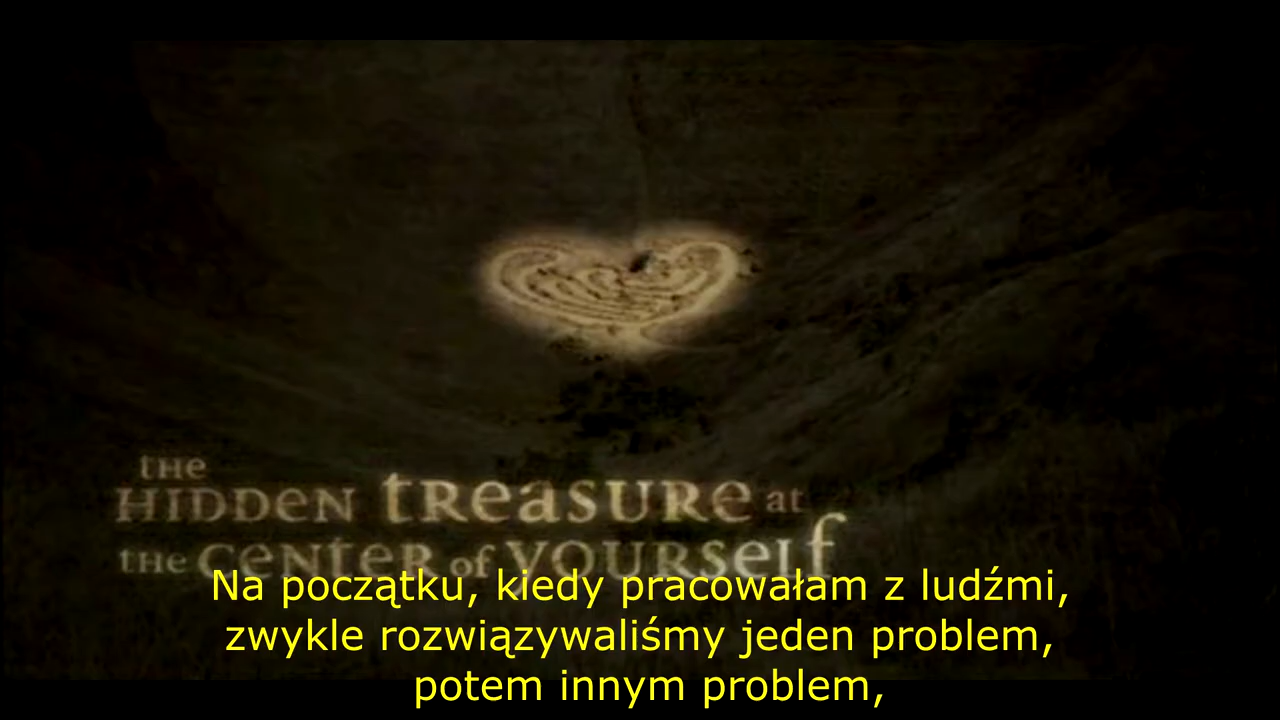 the
HIDDEN treasure at
the center of yourself
Na początku, kiedy pracowałam z ludźmi,
zwykle rozwiązywaliśmy jeden problem,
potem innym problem,